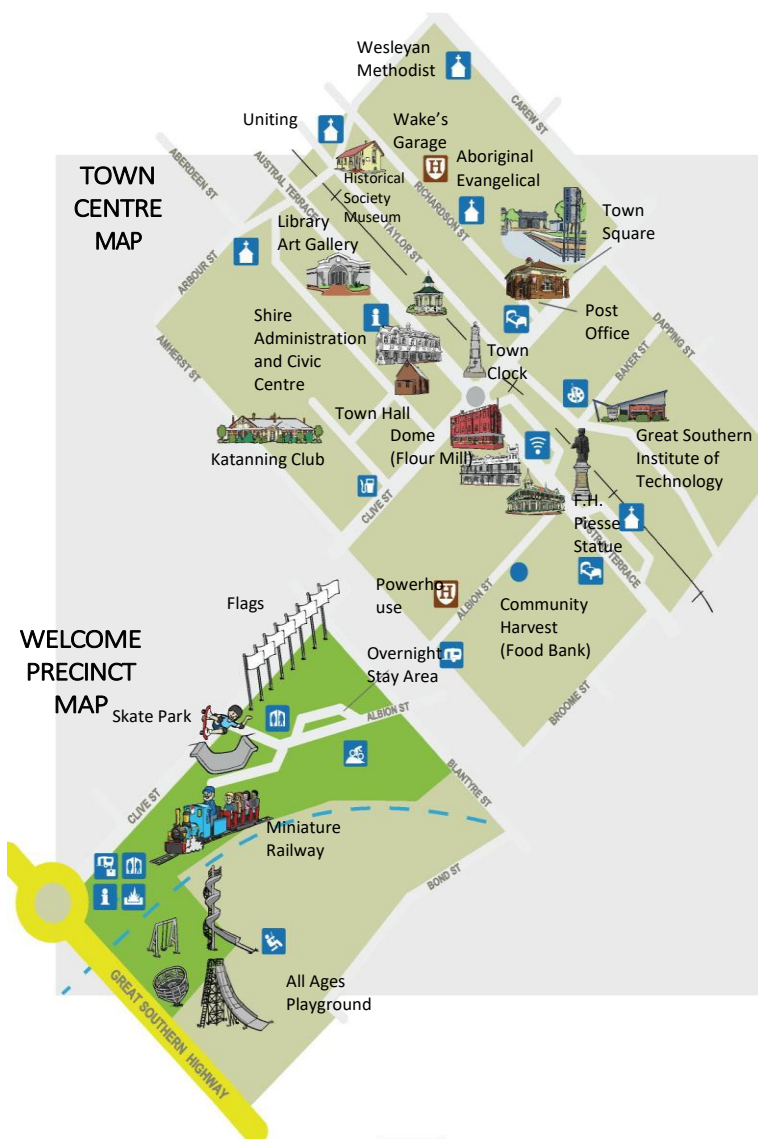 Wesleyan
Methodist
CAREW ST
Uniting
Wake's
Garage
H
Aboriginal
Evangelical
ABERDEEN ST
AUSTRAL TERRACE
TOWN
CENTRE
MAP
Historical
Society
Museum
RICHARDSON ST
TAYLOR ST
Town
Square
Library
Art Gallery
ARBOUR ST
Post
Office
DAPPING ST
i
Shire
Administration
and Civic
Centre
AMHERST ST
Town
Clock
BAKER ST
Town Hall
Katanning Club
Dome
(Flour Mill)
Great Southern
Institute of
Technology
CLIVE ST
F.H.
Piesse
Statue
AUSTRAL TERRACE
Flags
Powerho
use
H
ALBION ST
Community
Harvest
(Food Bank)
WELCOME
PRECINCT
MAP
Overnight
Stay Area
BROOME ST
Skate Park
ALBION ST
BLANTYRE ST
CLIVE ST
Miniature
Railway
BOND ST
i
All Ages
Playground
GREAT SOUTHERN HIGHWAY